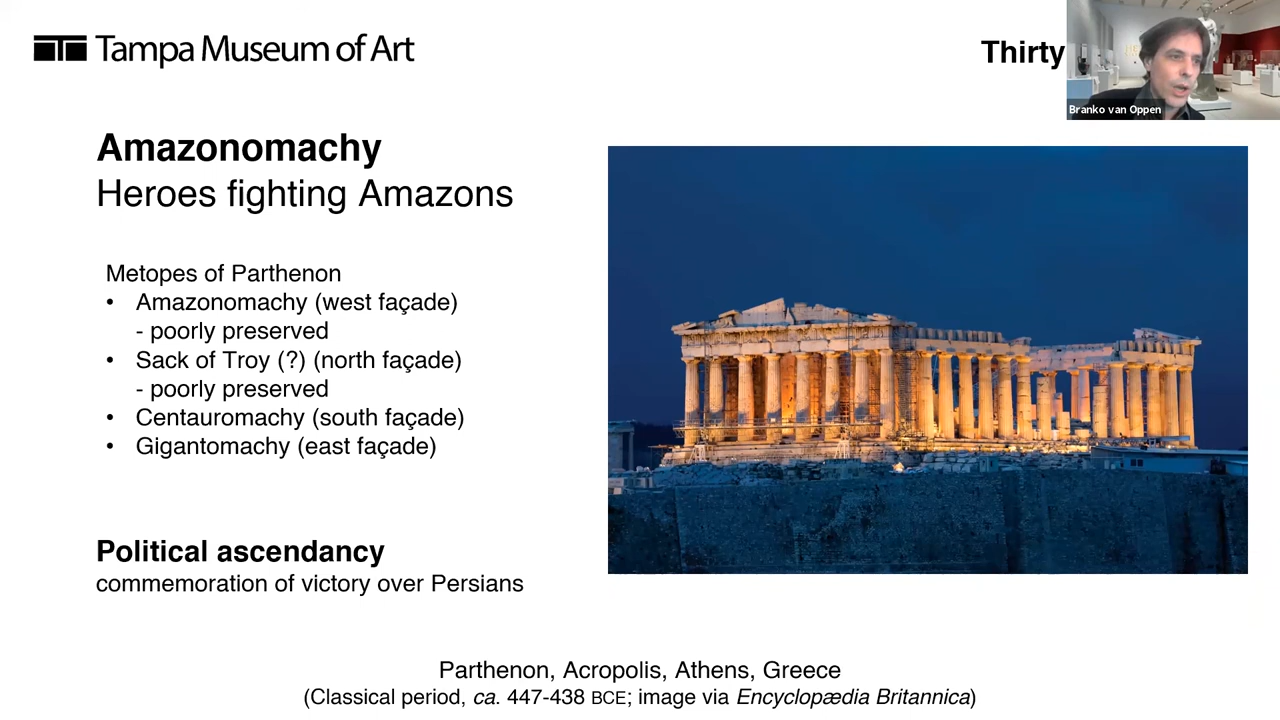 Tampa Museum of Art
Thirty
Branko van Oppen
Amazonomachy
Heroes fighting Amazons
Metopes of Parthenon
• Amazonomachy (west façade)
- poorly preserved
• Sack of Troy (?) (north façade)
- poorly preserved
• Centauromachy (south façade)
• Gigantomachy (east façade)
Political ascendancy
commemoration of victory over Persians
Parthenon, Acropolis, Athens, Greece
(Classical period, ca. 447-438 BCE; image via Encyclopædia Britannica)